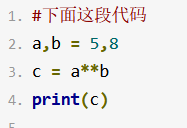 1. #下面这段代码
2. a,b = 5,8
3. c = a**b
4. print(c)